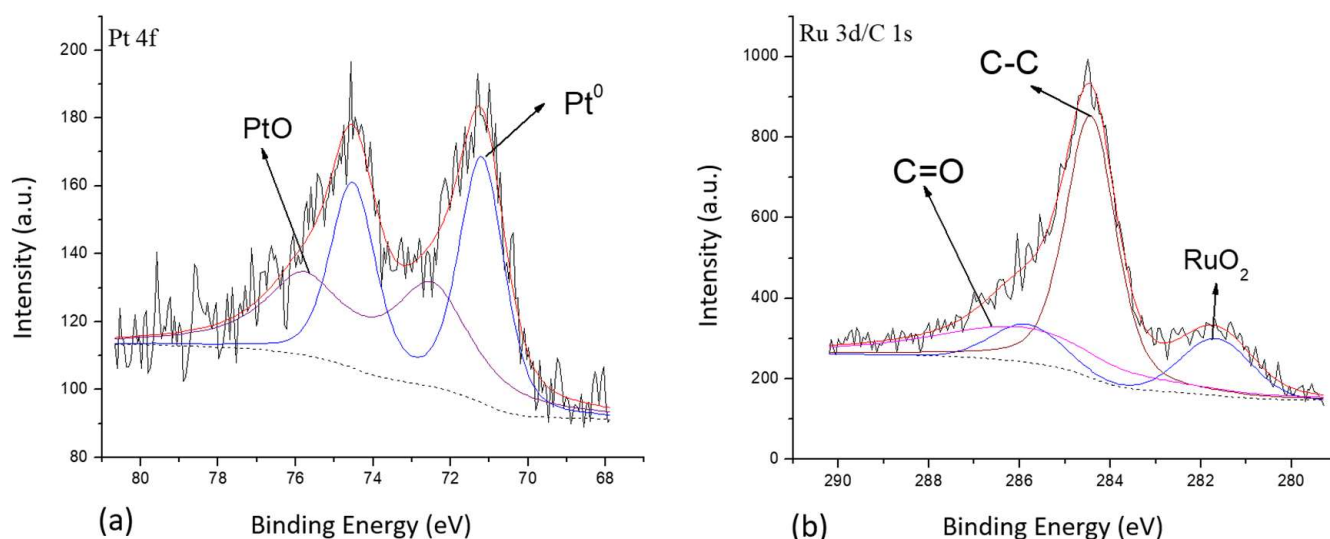 Pt 4f
PtO
Pt⁰
Intensity (a.u.)
200
180
160
140
120
100
80
80
78
76
74
72
70
68
(a)
Binding Energy (eV)
Ru 3d/C 1s
C-C
C=O
RuO₂
Intensity (a.u.)
1000
800
600
400
200
0
290
288
286
284
282
280
(b)
Binding Energy (eV)